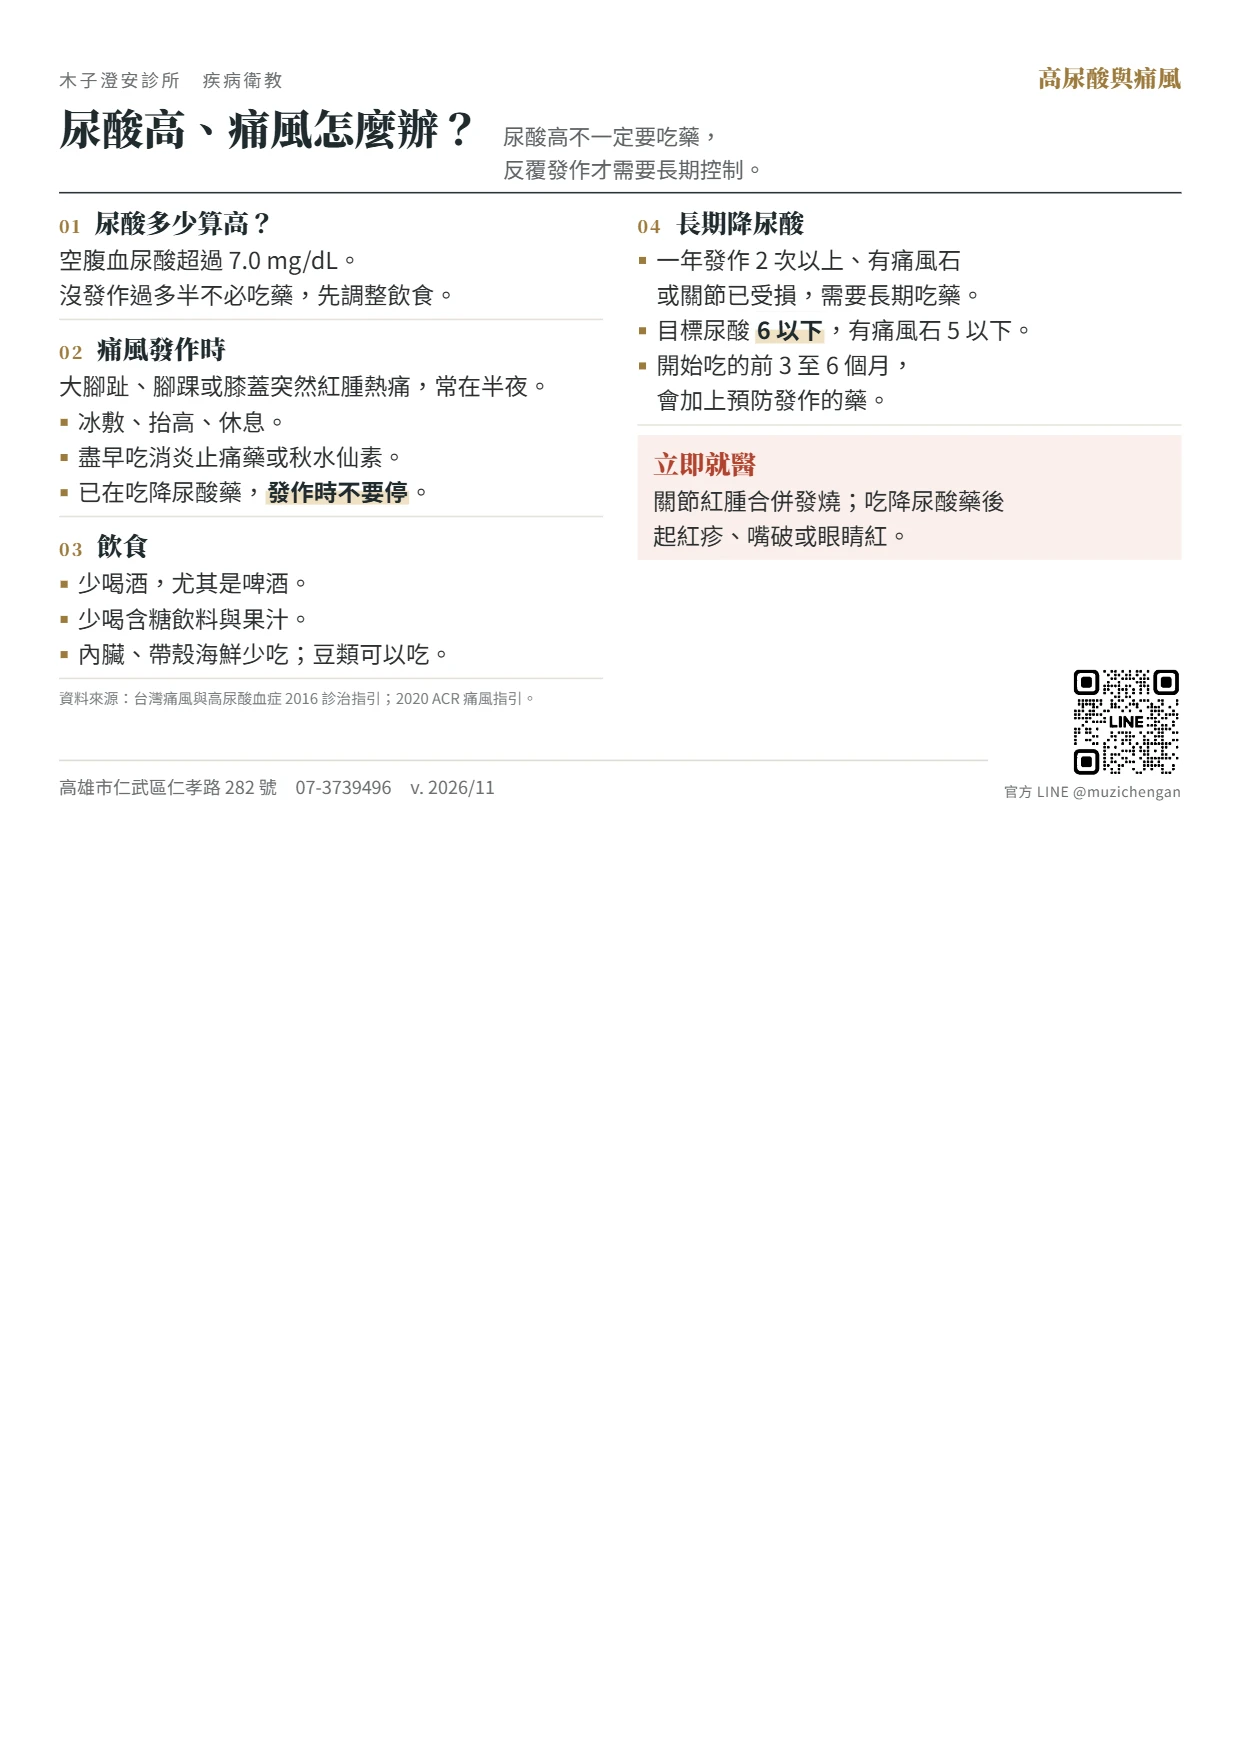 木子澄安診所　疾病衛教
高尿酸與痛風
尿酸高、痛風怎麼辦？
尿酸高不一定要吃藥，
反覆發作才需要長期控制。
01 尿酸多少算高？
空腹血尿酸超過 7.0 mg/dL。
沒發作過多半不必吃藥，先調整飲食。
02 痛風發作時
大腳趾、腳踝或膝蓋突然紅腫熱痛，常在半夜。
▪ 冰敷、抬高、休息。
▪ 盡早吃消炎止痛藥或秋水仙素。
▪ 已在吃降尿酸藥，發作時不要停。
03 飲食
▪ 少喝酒，尤其是啤酒。
▪ 少喝含糖飲料與果汁。
▪ 內臟、帶殼海鮮少吃；豆類可以吃。
資料來源：台灣痛風與高尿酸血症 2016 診治指引；2020 ACR 痛風指引。
04 長期降尿酸
▪ 一年發作 2 次以上、有痛風石
或關節已受損，需要長期吃藥。
▪ 目標尿酸 6 以下，有痛風石 5 以下。
▪ 開始吃的前 3 至 6 個月，
會加上預防發作的藥。
立即就醫
關節紅腫合併發燒；吃降尿酸藥後
起紅疹、嘴破或眼睛紅。
LINE
高雄市仁武區仁孝路 282 號　07-3739496　v. 2026/11
官方 LINE @muzichengan